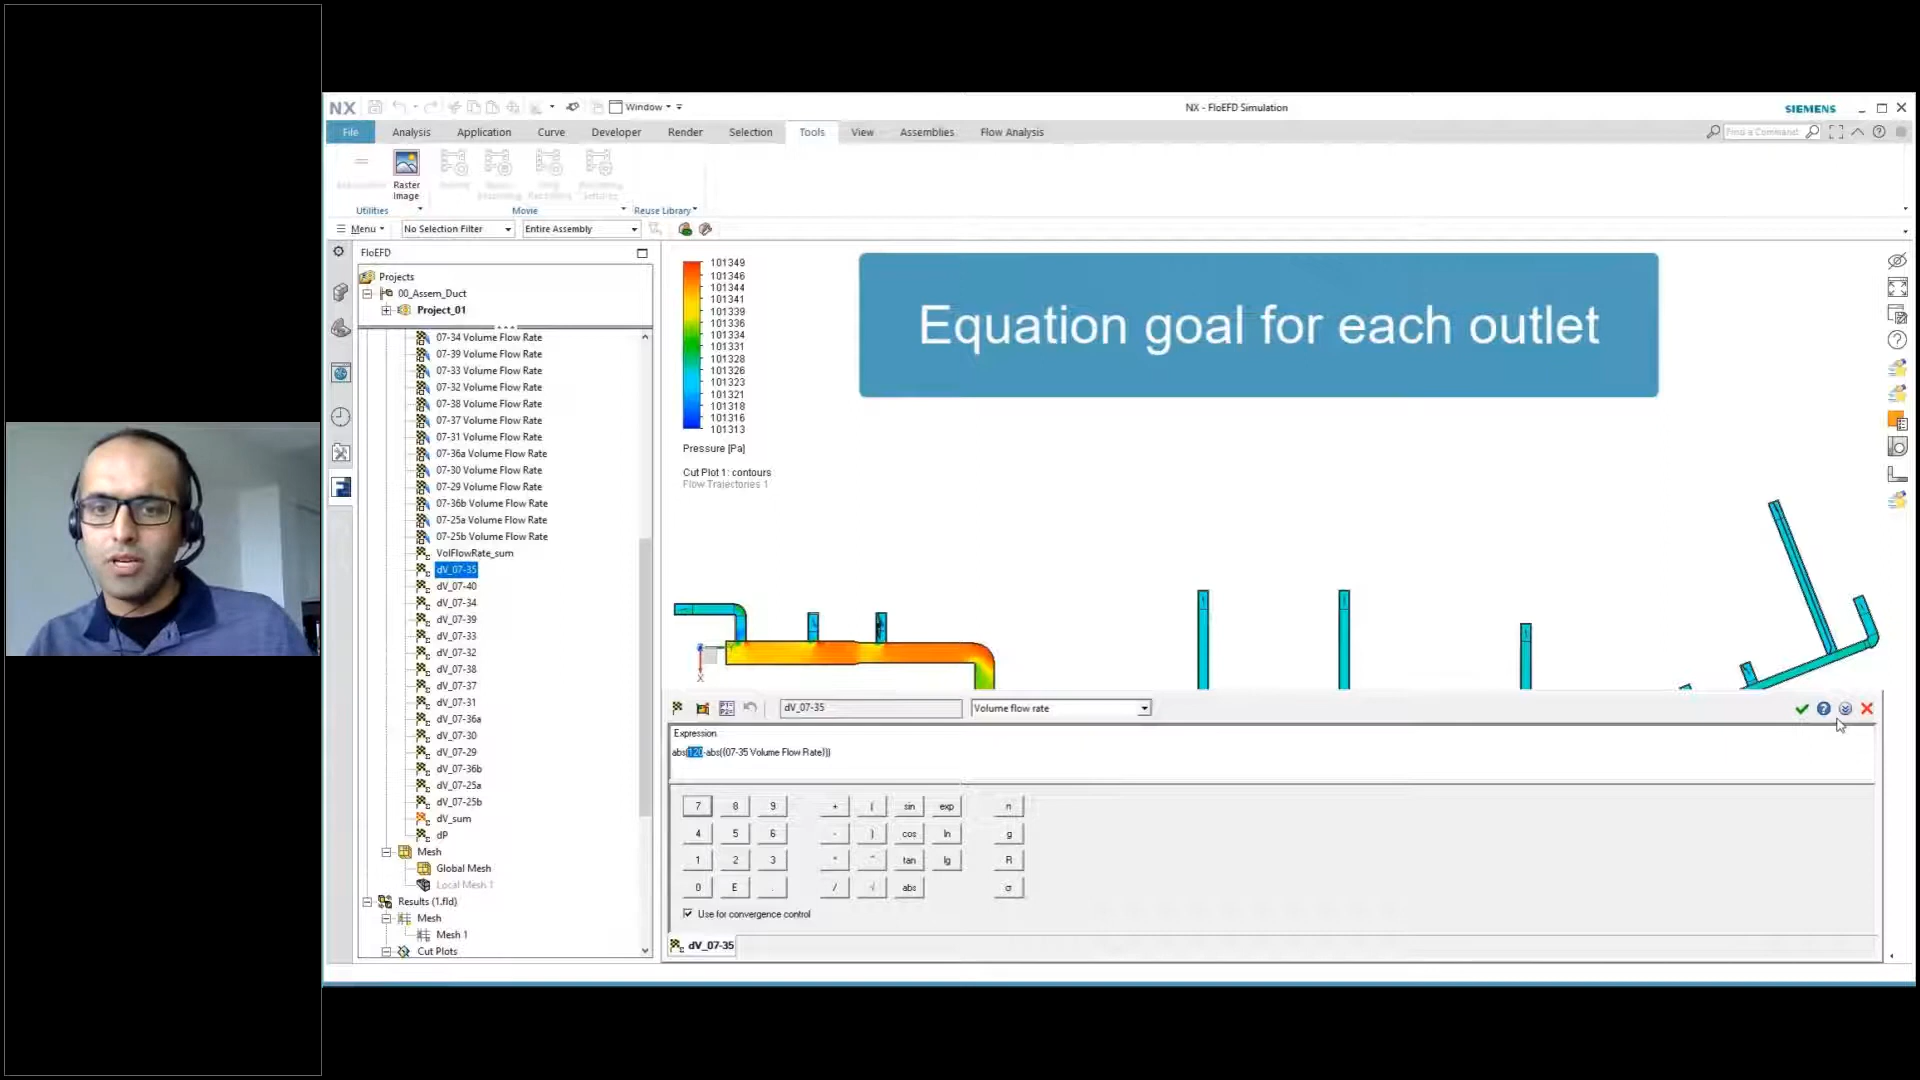 NX
Window
NX - FloEFD Simulation
SIEMENS
File
Analysis
Application
Curve
Developer
Render
Selection
Tools
View
Assemblies
Flow Analysis
Find a Command
Raster
Image
Utilities
Movie
Reuse Library
Menu
No Selection Filter
Entire Assembly
FloEFD
Projects
00_Assem_Duct
Project_01
07-34 Volume Flow Rate
07-39 Volume Flow Rate
07-33 Volume Flow Rate
07-32 Volume Flow Rate
07-38 Volume Flow Rate
07-37 Volume Flow Rate
07-31 Volume Flow Rate
07-36a Volume Flow Rate
07-30 Volume Flow Rate
07-29 Volume Flow Rate
07-36b Volume Flow Rate
07-25a Volume Flow Rate
07-25b Volume Flow Rate
VolFlowRate_sum
dV_07-35
dV_07-40
dV_07-34
dV_07-39
dV_07-33
dV_07-32
dV_07-38
dV_07-37
dV_07-31
dV_07-36a
dV_07-30
dV_07-29
dV_07-36b
dV_07-25a
dV_07-25b
dV_sum
dP
Mesh
Global Mesh
Local Mesh 1
Results (1.fld)
Mesh
Mesh 1
Cut Plots
101349
101346
101344
101341
101339
101336
101334
101331
101328
101326
101323
101321
101318
101316
101313
Pressure [Pa]
Cut Plot 1: contours
Flow Trajectories 1
Equation goal for each outlet
X
dV_07-35
Volume flow rate
Expression
abs(120-abs({07-35 Volume Flow Rate}))
7 8 9 + ( sin exp π
4 5 6 - ) cos ln g
1 2 3 * ^ tan lg R
0 E . / √ abs σ
Use for convergence control
dV_07-35